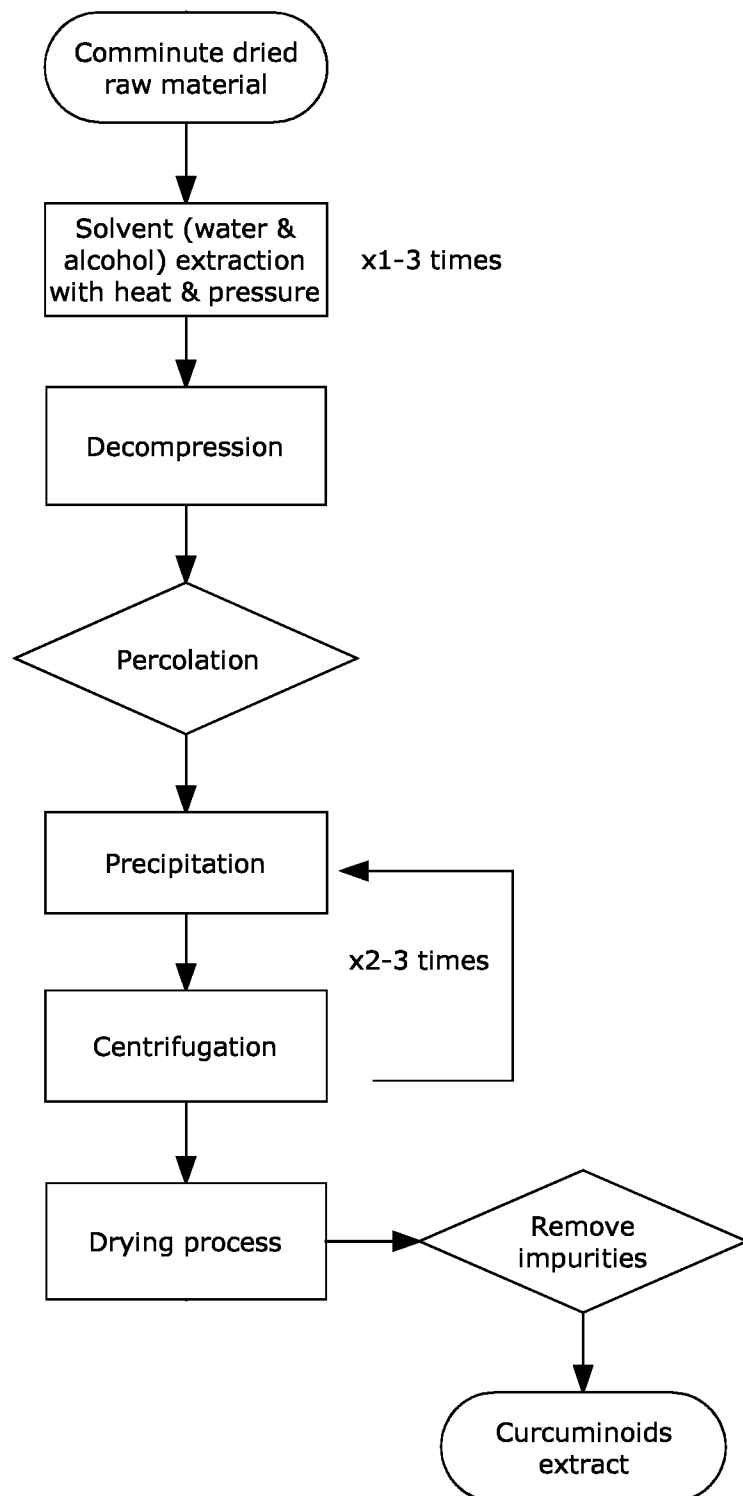 Comminute dried
raw material
Solvent (water &
alcohol) extraction
with heat & pressure
x1-3 times
Decompression
Percolation
Precipitation
x2-3 times
Centrifugation
Drying process
Remove
impurities
Curcuminoids
extract